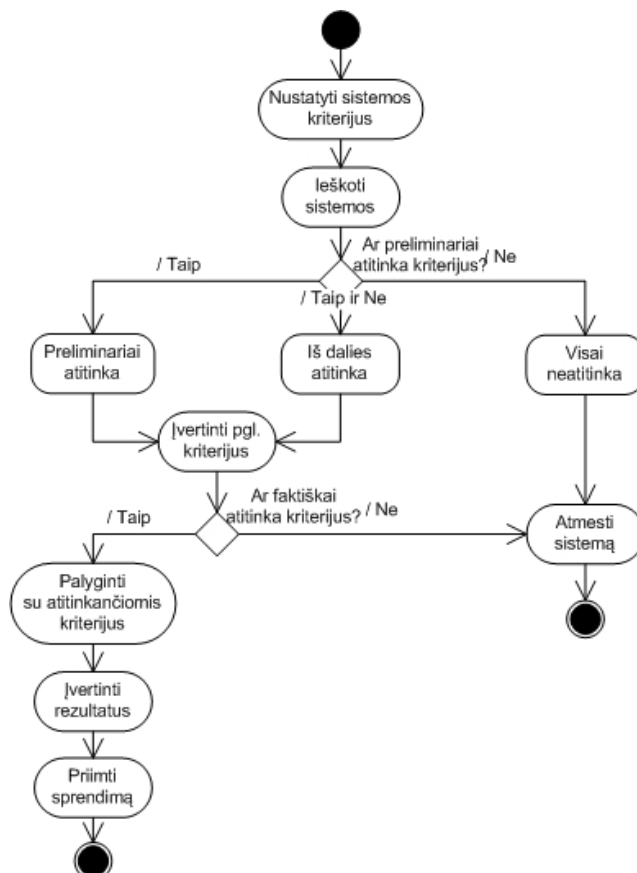 Nustatyti sistemos
kriterijus
Ieškoti
sistemos
Ar preliminariai
atitinka kriterijus?
/ Taip
/ Ne
/ Taip ir Ne
Preliminariai
atitinka
Iš dalies
atitinka
Visai
neatitinka
Įvertinti pgl.
kriterijus
Ar faktiškai
atitinka kriterijus?
/ Taip
/ Ne
Atmesti
sistemą
Palyginti
su atitinkančiomis
kriterijus
Įvertinti
rezultatus
Priimti
sprendimą